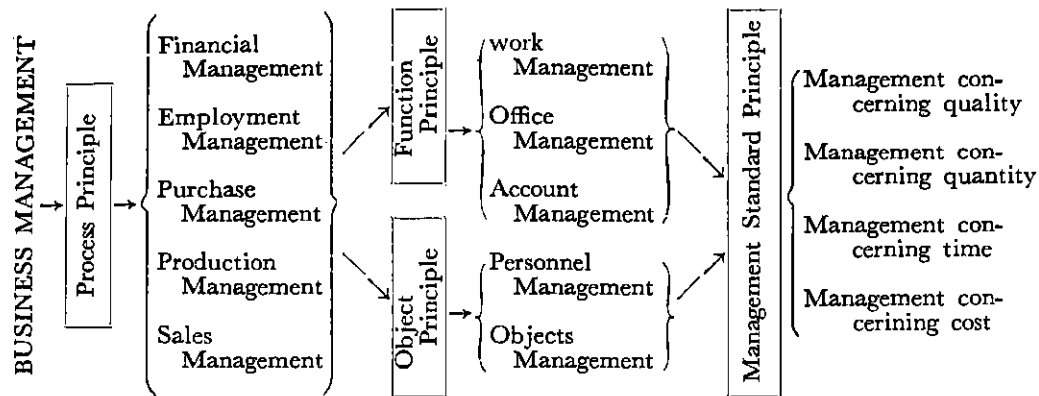 BUSINESS MANAGEMENT
Process Principle
Financial
Management
Employment
Management
Purchase
Management
Production
Management
Sales
Management
Function
Principle
Object
Principle
work
Management
Office
Management
Account
Management
Personnel
Management
Objects
Management
Management Standard Principle
Management con-
cerning quality
Management con-
cerning quantity
Management con-
cerning time
Management con-
cerining cost